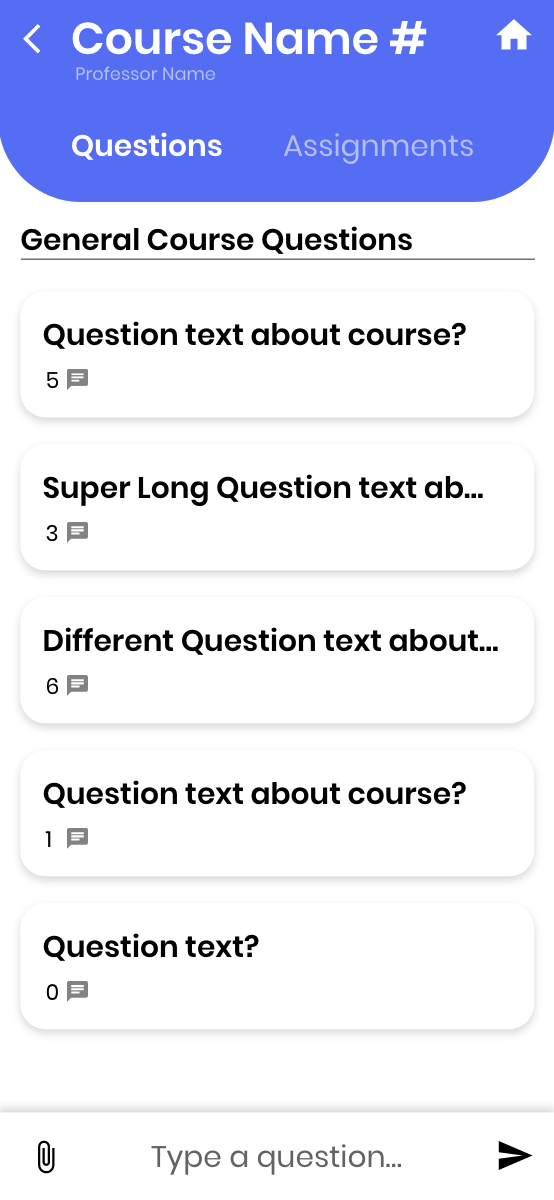 Course Name #
Professor Name
Questions Assignments
General Course Questions
Question text about course?
5
Super Long Question text ab...
3
Different Question text about...
6
Question text about course?
1
Question text?
0
Type a question...